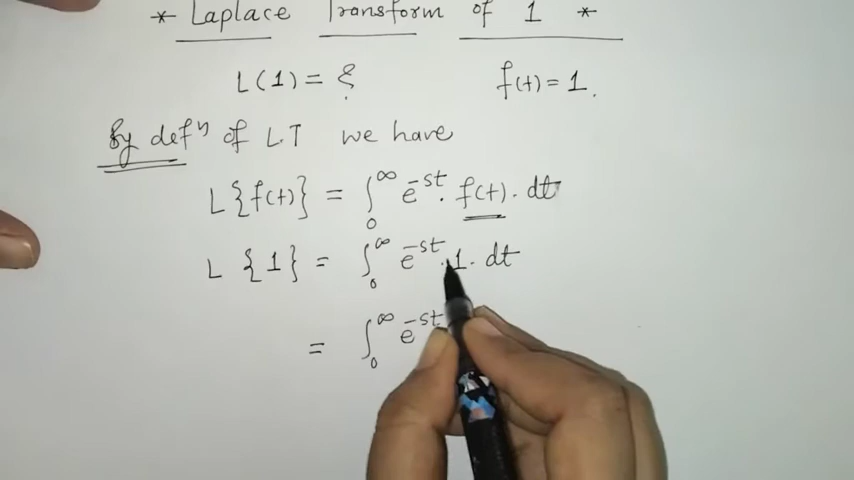 * Laplace Transform of 1 *
L(1) = ? f(t) = 1.
By defⁿ of L.T we have
L{f(t)} = ∫₀^∞ e^{-st} . f(t) . dt
L {1} = ∫₀^∞ e^{-st} . 1 . dt
= ∫₀^∞ e^{-st}